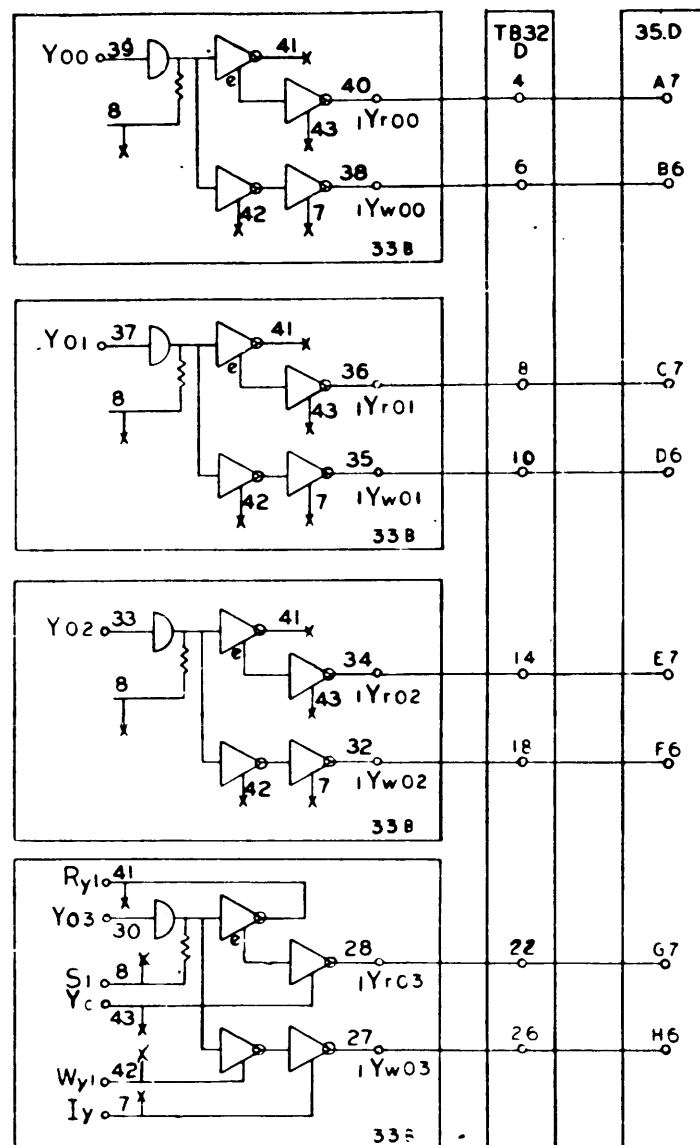 TB32 D
35.D
Y00 39 41
8 e 40 4 A7
43 1Yr00
38 6 B6
42 7 1Yw00
33B
Y01 37 41
8 e 36 8 C7
43 1Yr01
35 10 D6
42 7 1Yw01
33B
Y02 33 41
8 e 34 14 E7
43 1Yr02
32 18 F6
42 7 1Yw02
33B
Ry1 41
Y03 30
e
S1 8 28 22 G7
Yc 43 1YrC3
27 26 H6
Wy1 42 1Yw03
Iy 7